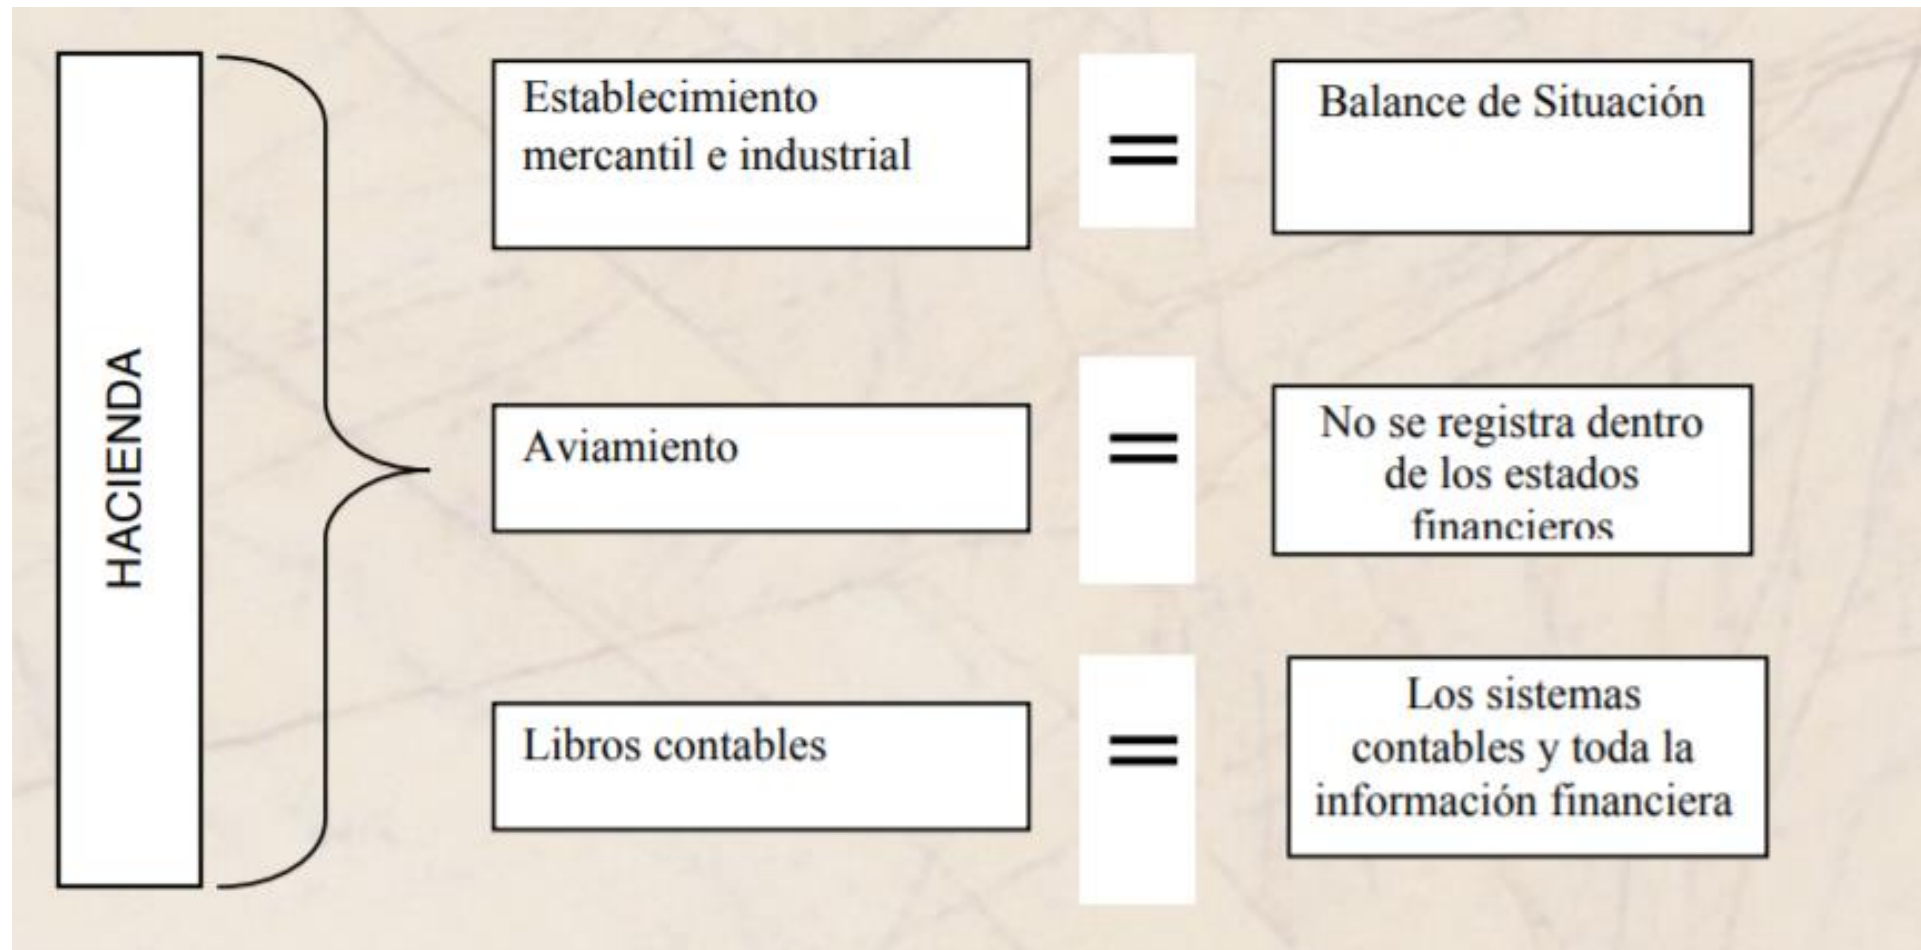 HACIENDA
Establecimiento
mercantil e industrial
=
Balance de Situación
Aviamiento
=
No se registra dentro
de los estados
financieros
Libros contables
=
Los sistemas
contables y toda la
información financiera